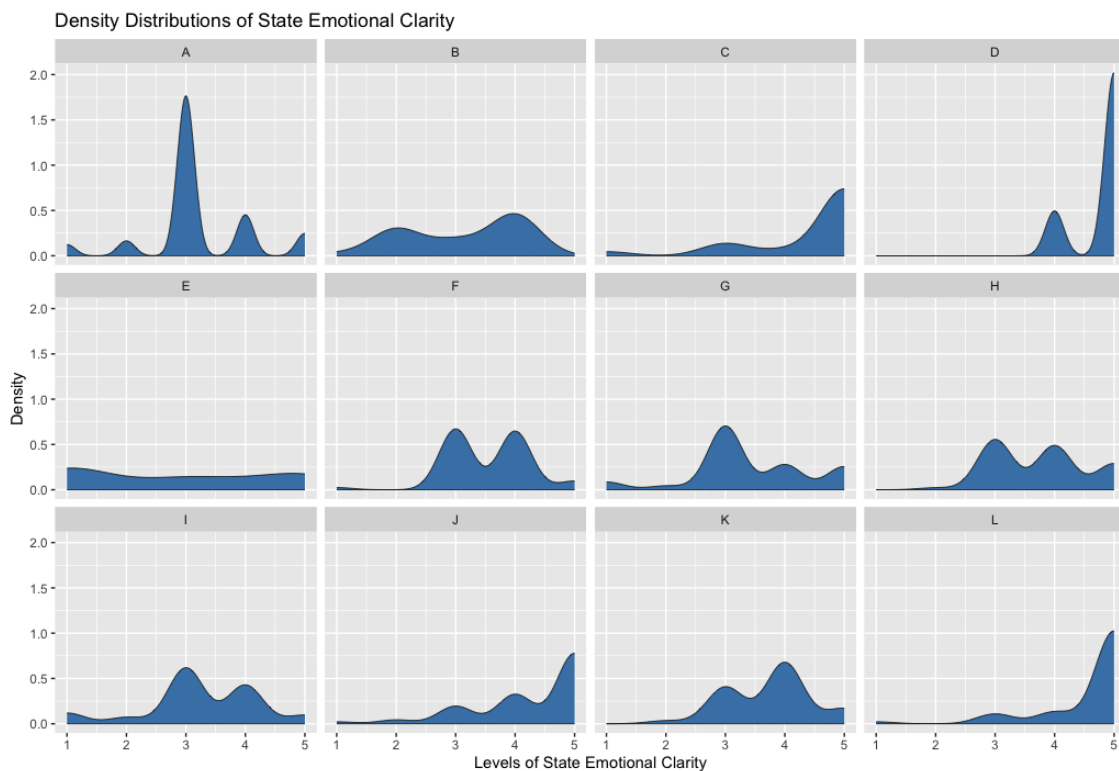 Density Distributions of State Emotional Clarity
A B C D
2.0
1.5
1.0
0.5
0.0
E F G H
2.0
1.5
1.0
0.5
0.0
I J K L
2.0
1.5
1.0
0.5
0.0
1 2 3 4 5 1 2 3 4 5 1 2 3 4 5 1 2 3 4 5
Density
Levels of State Emotional Clarity